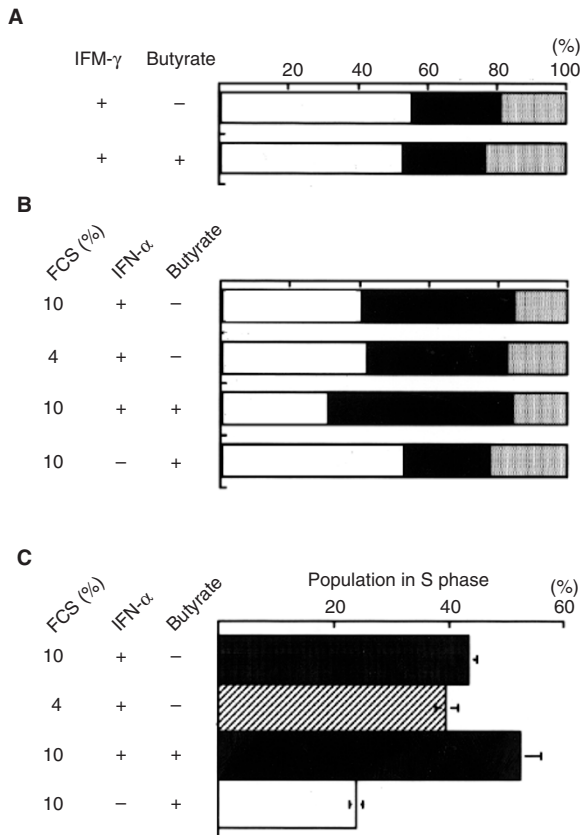 A
(%)
IFM-γ Butyrate 20 40 60 80 100
+ −
+ +
B
FCS (%) IFN-α Butyrate
10 + −
4 + −
10 + +
10 − +
C
Population in S phase (%)
FCS (%) IFN-α Butyrate 20 40 60
10 + −
4 + −
10 + +
10 − +